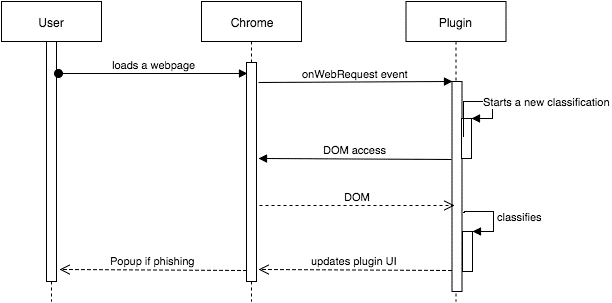 User
Chrome
Plugin
loads a webpage
onWebRequest event
Starts a new classification
DOM access
DOM
classifies
Popup if phishing
updates plugin UI